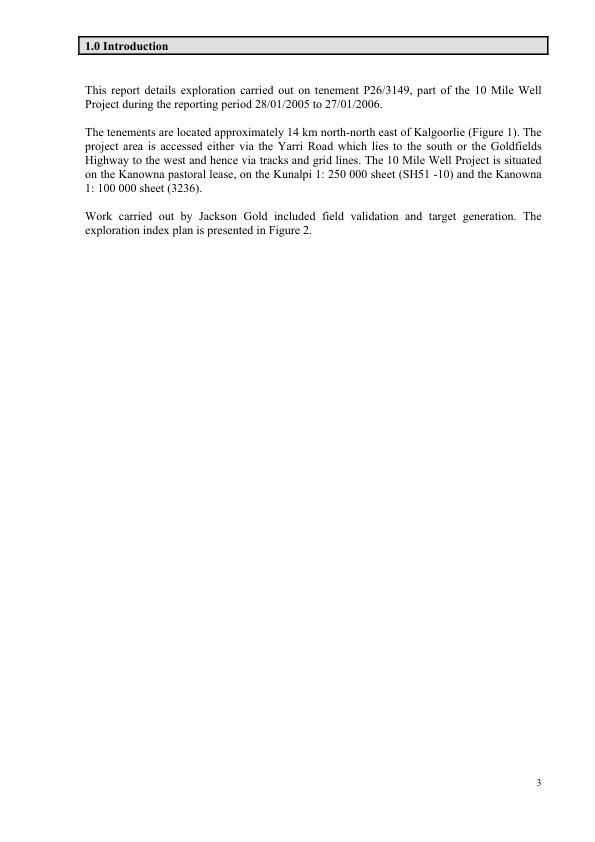 1.0 Introduction
This report details exploration carried out on tenement P26/3149, part of the 10 Mile Well
Project during the reporting period 28/01/2005 to 27/01/2006.
The tenements are located approximately 14 km north-north east of Kalgoorlie (Figure 1). The
project area is accessed either via the Yarri Road which lies to the south or the Goldfields
Highway to the west and hence via tracks and grid lines. The 10 Mile Well Project is situated
on the Kanowna pastoral lease, on the Kunalpi 1: 250 000 sheet (SH51 -10) and the Kanowna
1: 100 000 sheet (3236).
Work carried out by Jackson Gold included field validation and target generation. The
exploration index plan is presented in Figure 2.
3